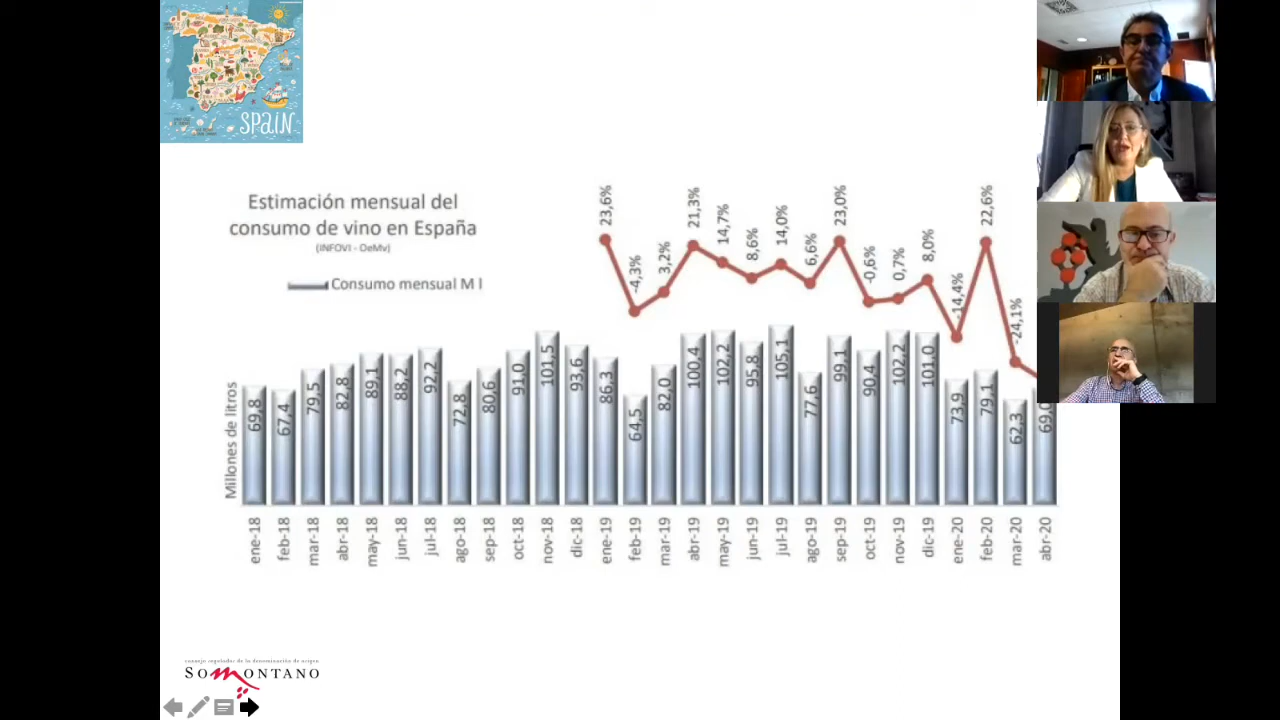 SPAIN
Estimación mensual del
consumo de vino en España
(INFOVI - OeMv)
Consumo mensual M l
23,6%
-4,3%
3,2%
21,3%
14,7%
8,6%
14,0%
6,6%
23,0%
-0,6%
0,7%
8,0%
-14,4%
22,6%
-24,1%
Millones de litros
69,8
67,4
79,5
82,8
89,1
88,2
92,2
72,8
80,6
91,0
101,5
93,6
86,3
64,5
82,0
100,4
102,2
95,8
105,1
77,6
99,1
90,4
102,2
101,0
73,9
79,1
62,3
69,0
ene-18
feb-18
mar-18
abr-18
may-18
jun-18
jul-18
ago-18
sep-18
oct-18
nov-18
dic-18
ene-19
feb-19
mar-19
abr-19
may-19
jun-19
jul-19
ago-19
sep-19
oct-19
nov-19
dic-19
ene-20
feb-20
mar-20
abr-20
consejo regulador de la denominación de origen
SOMONTANO